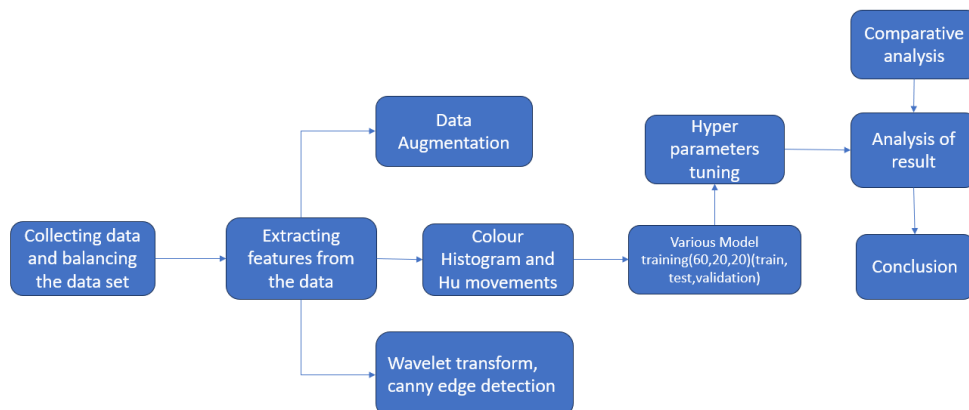 Comparative
analysis
Data
Augmentation
Hyper
parameters
tuning
Analysis of
result
Collecting data
and balancing
the data set
Extracting
features from
the data
Colour
Histogram and
Hu movements
Various Model
training(60,20,20)(train,
test,validation)
Conclusion
Wavelet transform,
canny edge detection